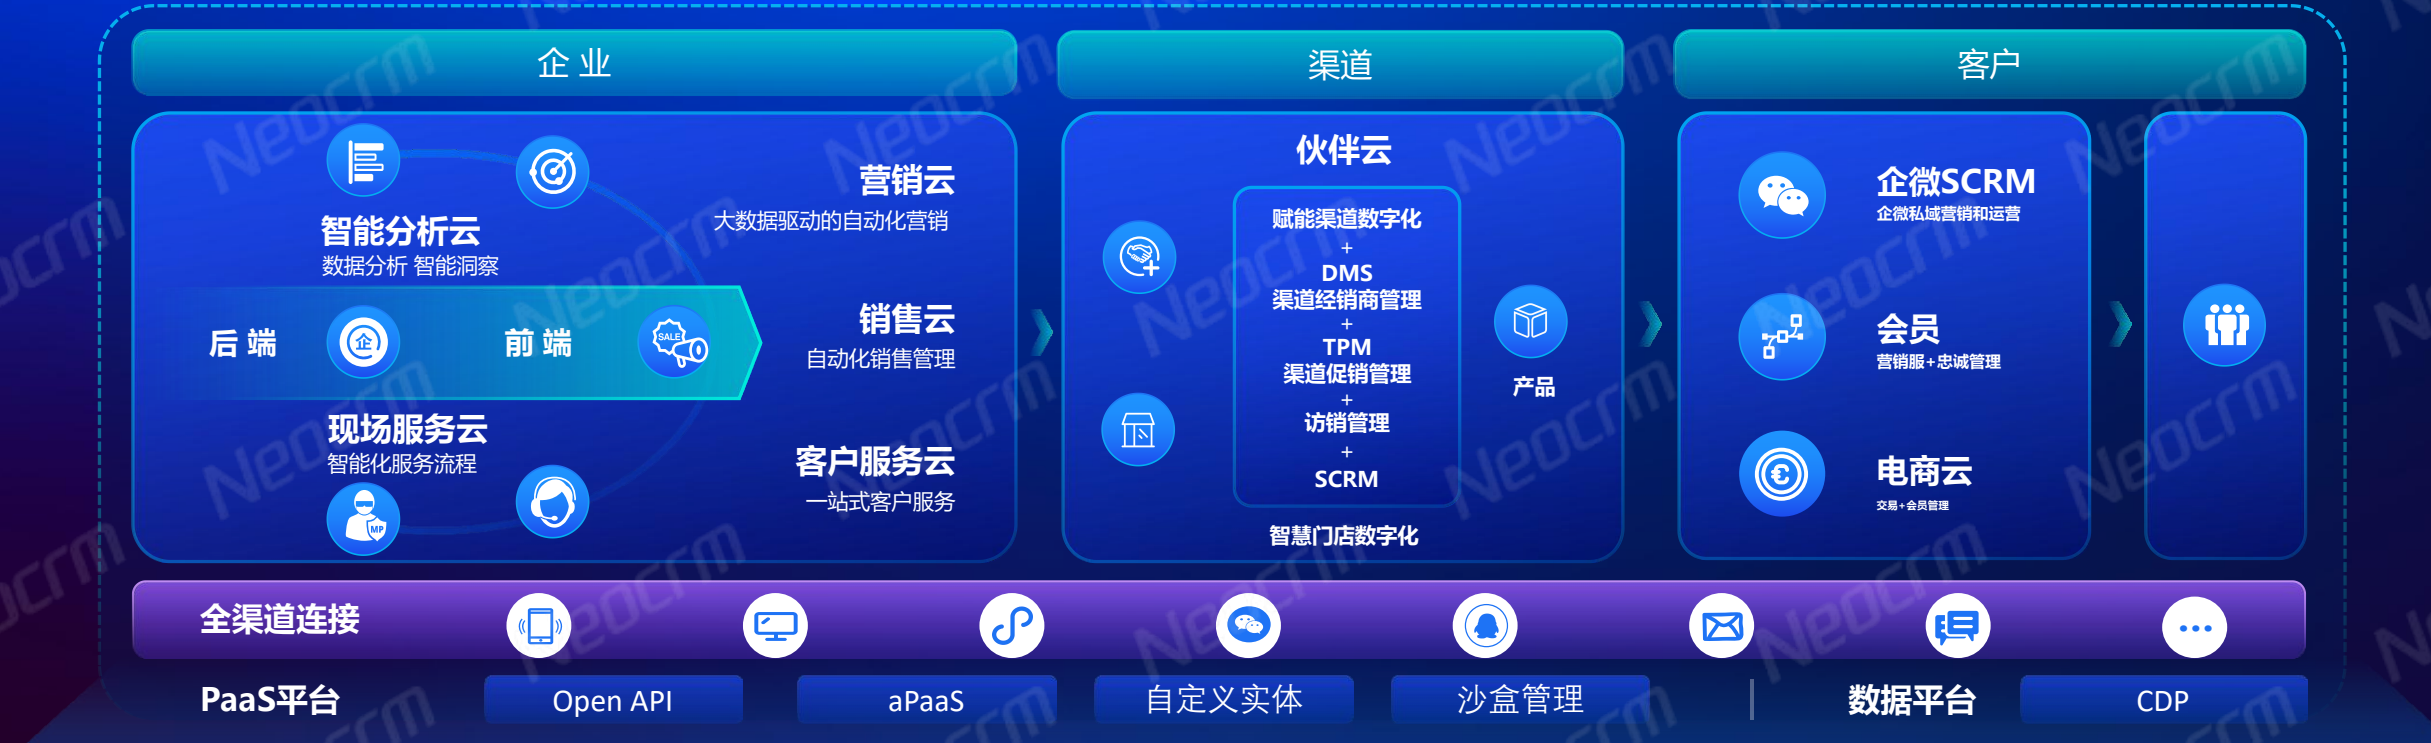 企业
渠道
客户
智能分析云
数据分析 智能洞察
营销云
大数据驱动的自动化营销
后端
企
前端
SALE
销售云
自动化销售管理
现场服务云
智能化服务流程
MP
客户服务云
一站式客户服务
伙伴云
赋能渠道数字化
+
DMS
渠道经销商管理
+
TPM
渠道促销管理
+
访销管理
+
SCRM
智慧门店数字化
产品
企微SCRM
企微私域营销和运营
会员
营销服+忠诚管理
电商云
交易+会员管理
全渠道连接
PaaS平台
Open API
aPaaS
自定义实体
沙盒管理
数据平台
CDP
Neocrm